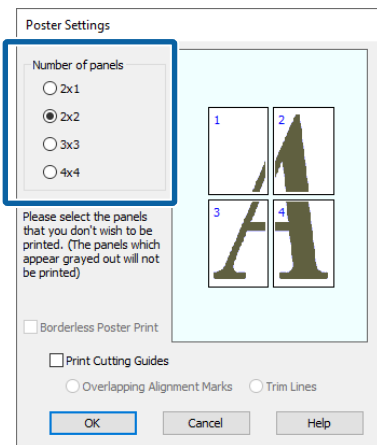 Poster Settings
Number of panels
2x1
2x2
3x3
4x4
1
2
3
4
Please select the panels
that you don't wish to be
printed. (The panels which
appear grayed out will not
be printed)
Borderless Poster Print
Print Cutting Guides
Overlapping Alignment Marks Trim Lines
OK Cancel Help